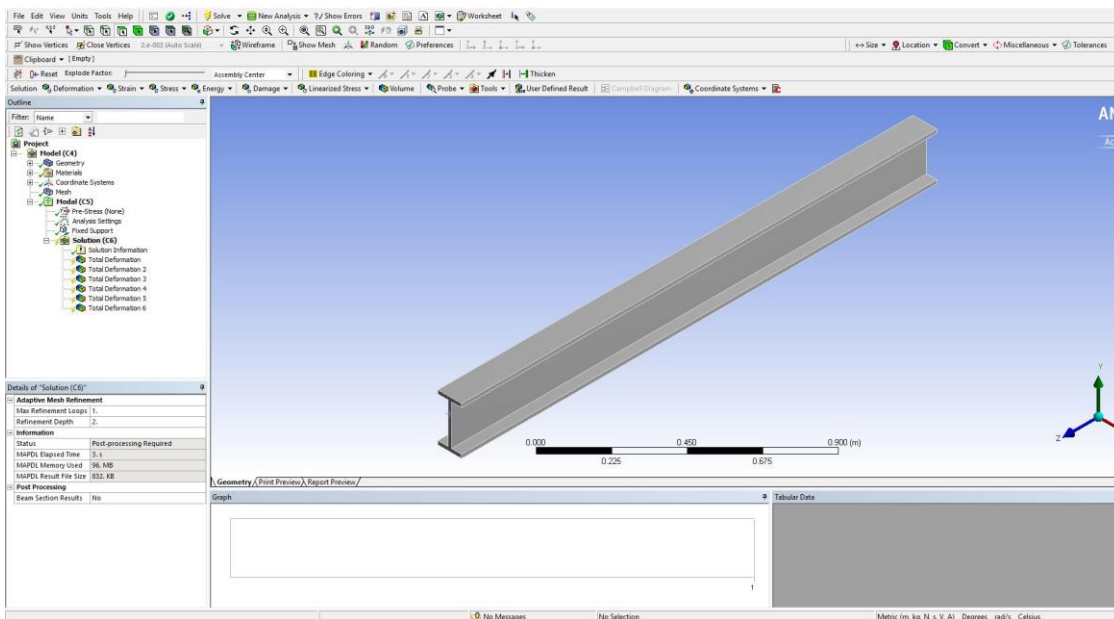 File Edit View Units Tools Help Solve New Analysis ?/ Show Errors Worksheet
Show Vertices Close Vertices 2.e-003 (Auto Scale) Wireframe Show Mesh Random Preferences Size Location Convert Miscellaneous Tolerances
Clipboard [Empty]
Reset Explode Factor: Assembly Center Edge Coloring Thicken
Solution Deformation Strain Stress Energy Damage Linearized Stress Volume Probe Tools User Defined Result Campbell Diagram Coordinate Systems
Outline
Filter: Name
Project
Model (C4)
Geometry
Materials
Coordinate Systems
Mesh
Modal (C5)
Pre-Stress (None)
Analysis Settings
Fixed Support
Solution (C6)
Solution Information
Total Deformation
Total Deformation 2
Total Deformation 3
Total Deformation 4
Total Deformation 5
Total Deformation 6
Details of "Solution (C6)"
Adaptive Mesh Refinement
Max Refinement Loops 1.
Refinement Depth 2.
Information
Status Post-processing Required
MAPDL Elapsed Time 3. s
MAPDL Memory Used 96. MB
MAPDL Result File Size 832. KB
Post Processing
Beam Section Results No
AN
Ac
Y
Z
0.000 0.450 0.900 (m)
0.225 0.675
Geometry Print Preview Report Preview
Graph
1
Tabular Data
No Messages No Selection Metric (m, kg, N, s, V, A) Degrees rad/s Celsius